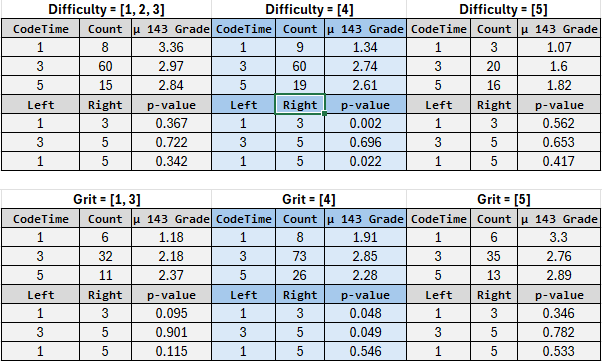 Difficulty = [1, 2, 3] Difficulty = [4] Difficulty = [5]
CodeTime Count μ 143 Grade CodeTime Count μ 143 Grade CodeTime Count μ 143 Grade
1 8 3.36 1 9 1.34 1 3 1.07
3 60 2.97 3 60 2.74 3 20 1.6
5 15 2.84 5 19 2.61 5 16 1.82
Left Right p-value Left Right p-value Left Right p-value
1 3 0.367 1 3 0.002 1 3 0.562
3 5 0.722 3 5 0.696 3 5 0.653
1 5 0.342 1 5 0.022 1 5 0.417
Grit = [1, 3] Grit = [4] Grit = [5]
CodeTime Count μ 143 Grade CodeTime Count μ 143 Grade CodeTime Count μ 143 Grade
1 6 1.18 1 8 1.91 1 6 3.3
3 32 2.18 3 73 2.85 3 35 2.76
5 11 2.37 5 26 2.28 5 13 2.89
Left Right p-value Left Right p-value Left Right p-value
1 3 0.095 1 3 0.048 1 3 0.346
3 5 0.901 3 5 0.049 3 5 0.782
1 5 0.115 1 5 0.546 1 5 0.533